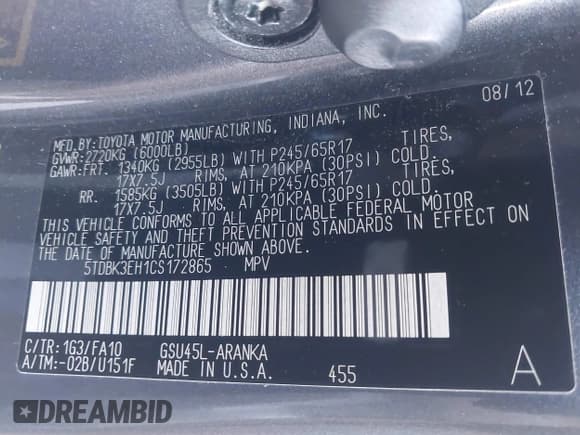 08/12
MFD.BY:TOYOTA MOTOR MANUFACTURING, INDIANA, INC.
GVWR:2720KG (6000LB)
GAWR:FRT. 1340KG (2955LB) WITH P245/65R17 TIRES,
17X7.5J RIMS, AT 210KPA (30PSI) COLD.
RR. 1585KG (3505LB) WITH P245/65R17 TIRES,
17X7.5J RIMS, AT 210KPA (30PSI) COLD.
THIS VEHICLE CONFORMS TO ALL APPLICABLE FEDERAL MOTOR
VEHICLE SAFETY AND THEFT PREVENTION STANDARDS IN EFFECT ON
THE DATE OF MANUFACTURE SHOWN ABOVE.
5TDBK3EH1CS172865 MPV
C/TR: 1G3/FA10 GSU45L-ARANKA
A/TM:-02B/U151F MADE IN U.S.A. 455 A
DREAMBID